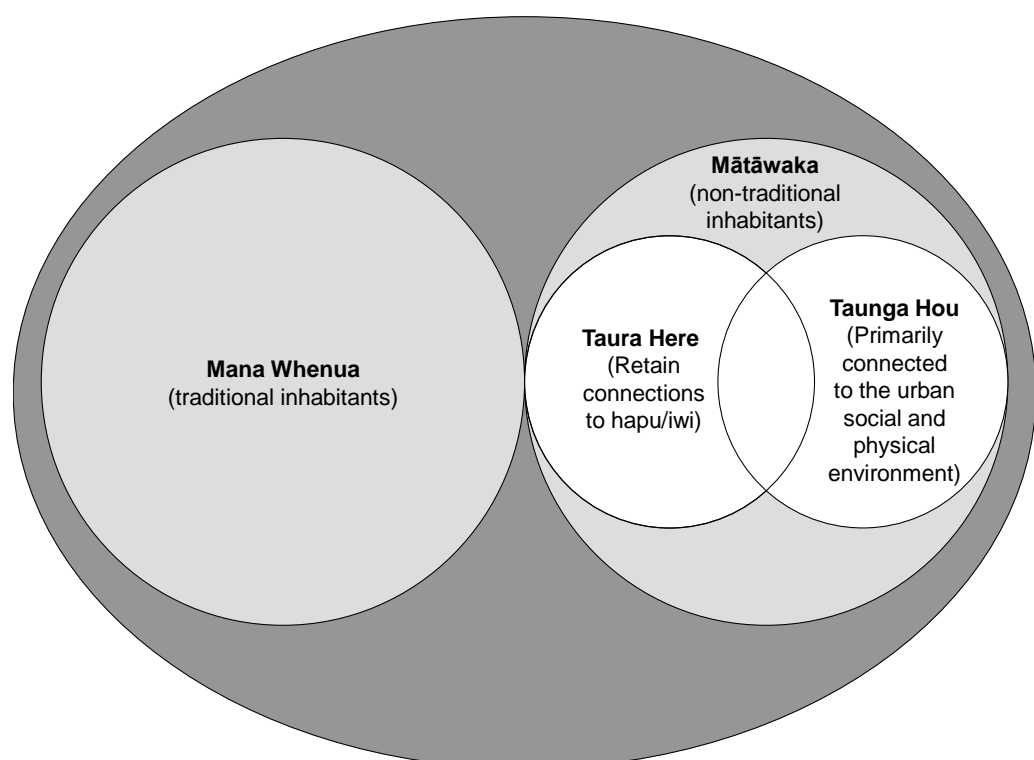 Mātāwaka
(non-traditional
inhabitants)
Mana Whenua
(traditional inhabitants)
Taura Here
(Retain
connections
to hapu/iwi)
Taunga Hou
(Primarily
connected
to the urban
social and
physical
environment)